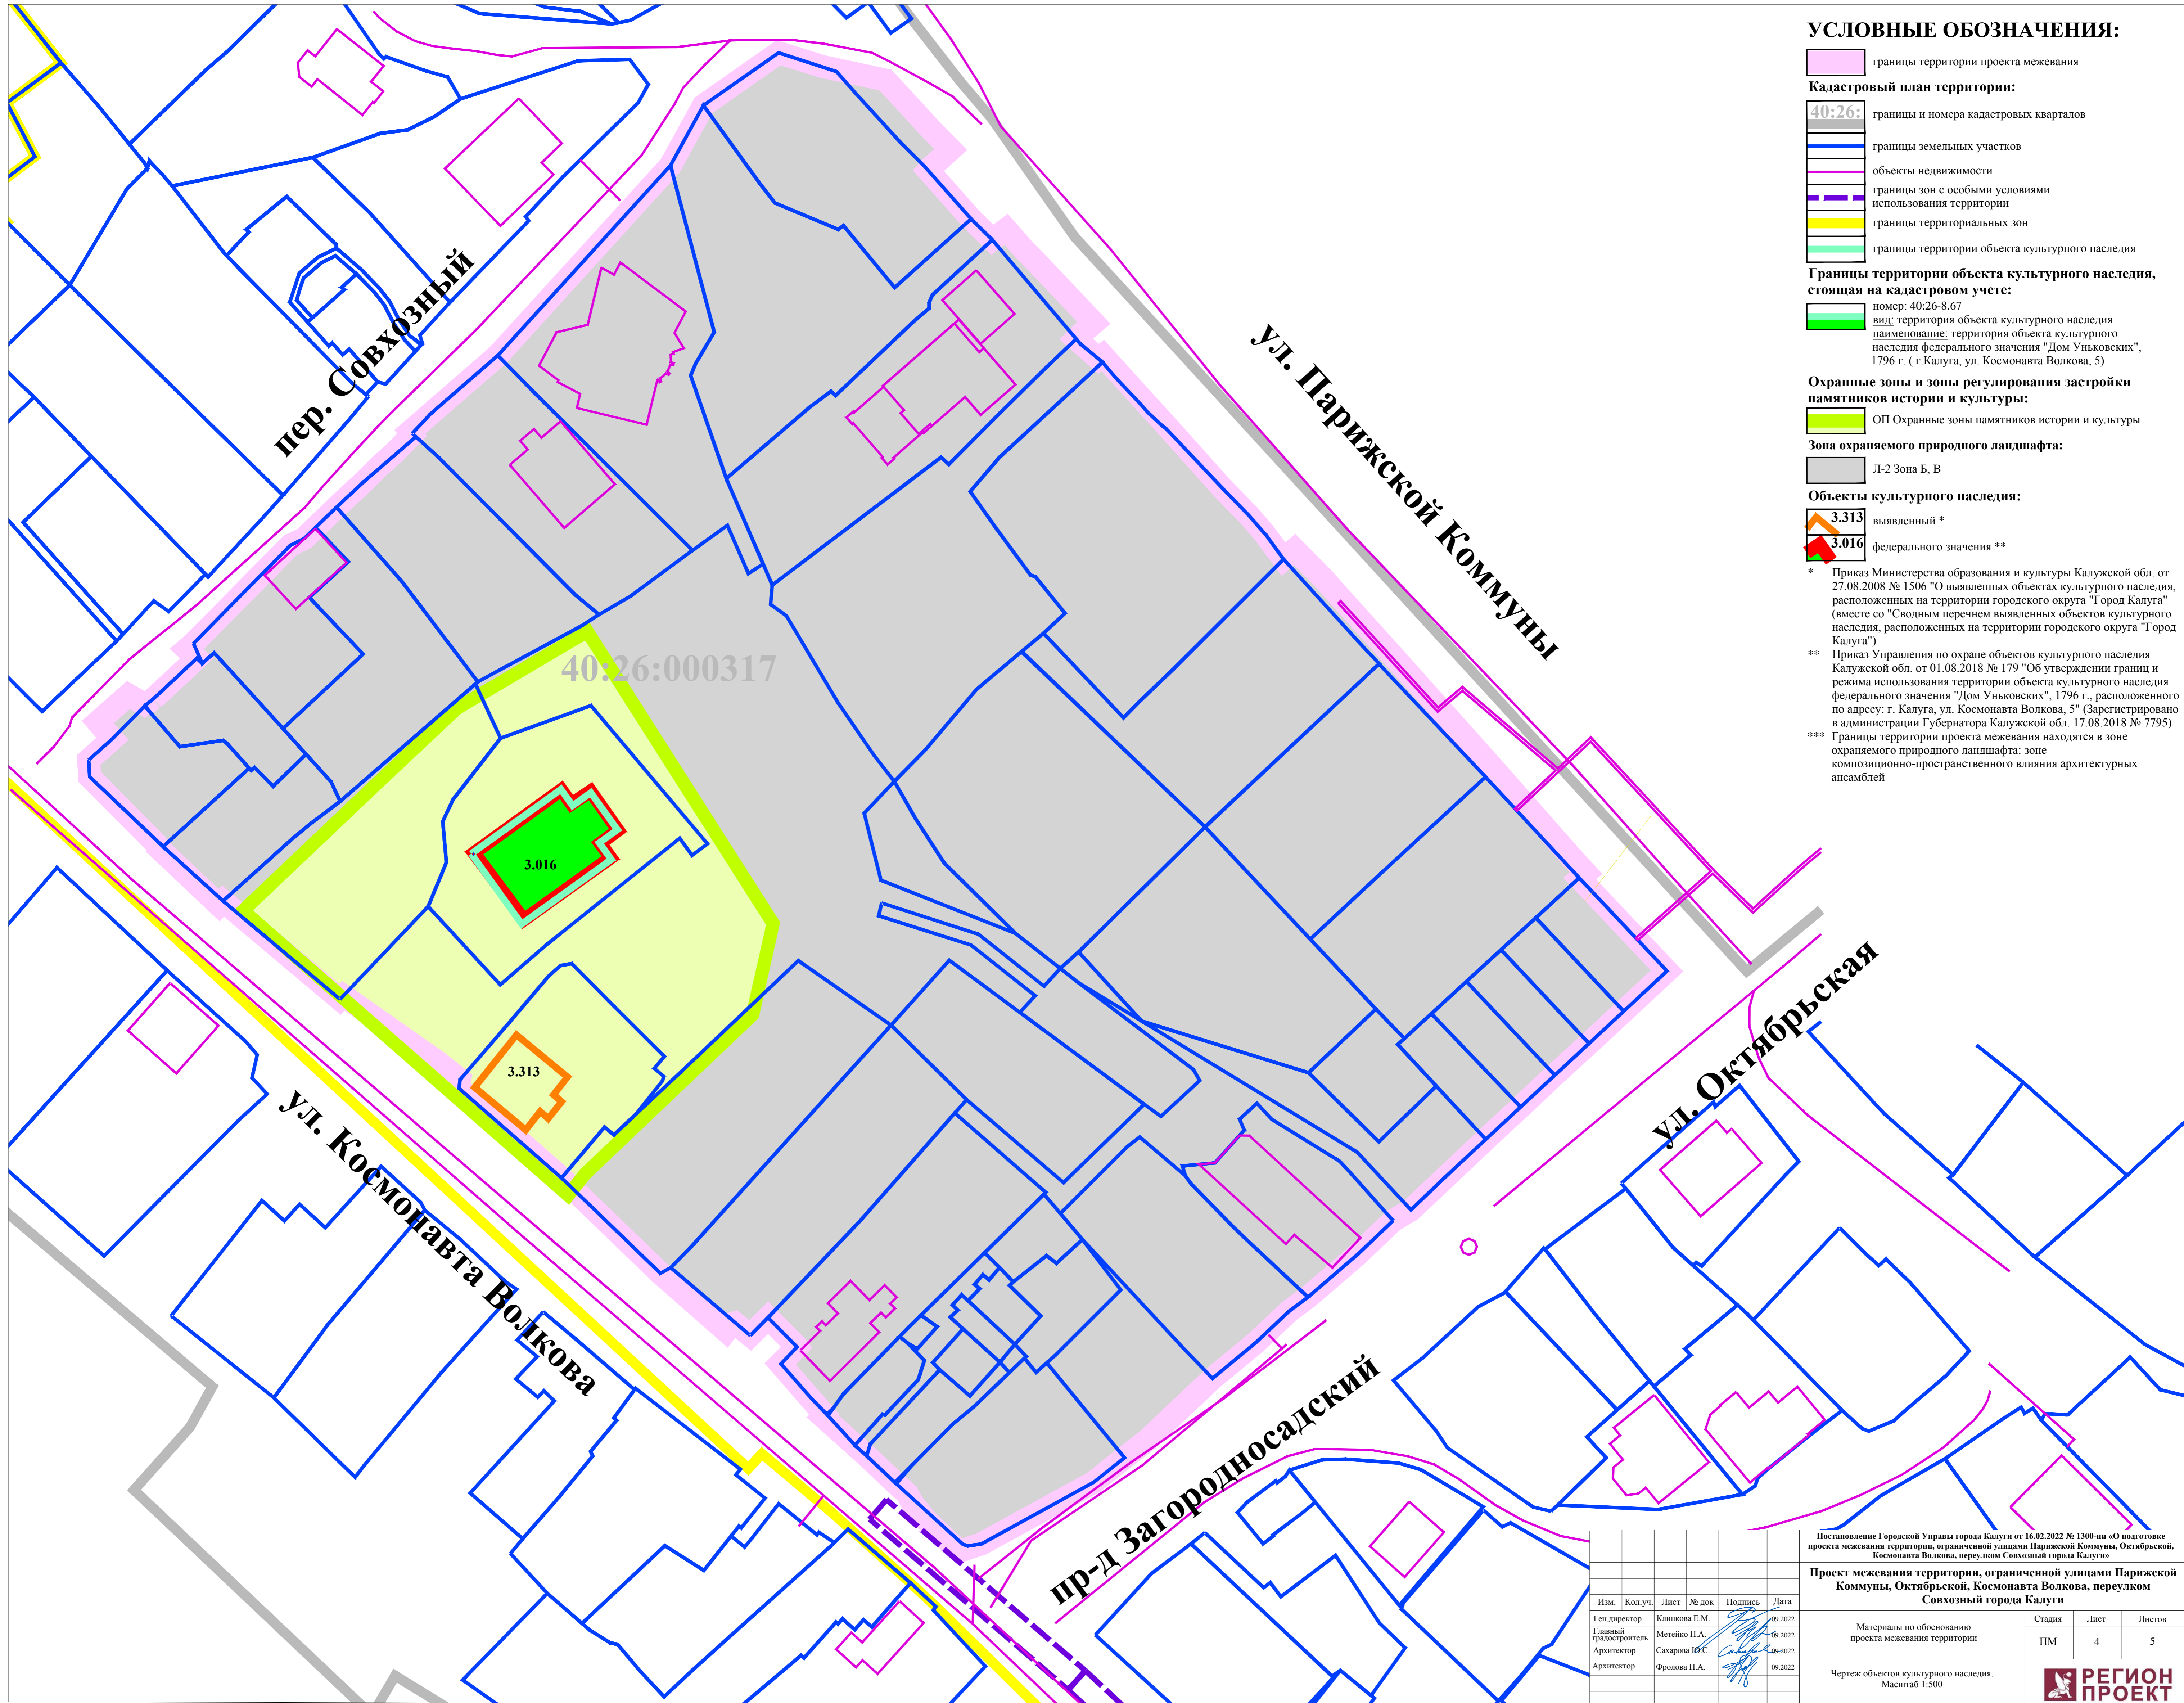 УСЛОВНЫЕ ОБОЗНАЧЕНИЯ:
границы территории проекта межевания
Кадастровый план территории:
40:26:
границы и номера кадастровых кварталов
границы земельных участков
объекты недвижимости
границы зон с особыми условиями
использования территории
границы территориальных зон
границы территории объекта культурного наследия
Границы территории объекта культурного наследия,
стоящая на кадастровом учете:
номер: 40:26-8.67
вид: территория объекта культурного наследия
наименование: территория объекта культурного
наследия федерального значения "Дом Уньковских",
1796 г. ( г.Калуга, ул. Космонавта Волкова, 5)
Охранные зоны и зоны регулирования застройки
памятников истории и культуры:
ОП Охранные зоны памятников истории и культуры
Зона охраняемого природного ландшафта:
Л-2 Зона Б, В
Объекты культурного наследия:
3.313 выявленный *
3.016 федерального значения **
* Приказ Министерства образования и культуры Калужской обл. от
27.08.2008 № 1506 "О выявленных объектах культурного наследия,
расположенных на территории городского округа "Город Калуга"
(вместе со "Сводным перечнем выявленных объектов культурного
наследия, расположенных на территории городского округа "Город
Калуга")
** Приказ Управления по охране объектов культурного наследия
Калужской обл. от 01.08.2018 № 179 "Об утверждении границ и
режима использования территории объекта культурного наследия
федерального значения "Дом Уньковских", 1796 г., расположенного
по адресу: г. Калуга, ул. Космонавта Волкова, 5" (Зарегистрировано
в администрации Губернатора Калужской обл. 17.08.2018 № 7795)
*** Границы территории проекта межевания находятся в зоне
охраняемого природного ландшафта: зоне
композиционно-пространственного влияния архитектурных
ансамблей
пер. Совхозный
ул. Парижской Коммуны
40:26:000317
3.016
3.313
ул. Октябрьская
ул. Космонавта Волкова
пр-д Загородносадский
Постановление Городской Управы города Калуги от 16.02.2022 № 1300-пи «О подготовке
проекта межевания территории, ограниченной улицами Парижской Коммуны, Октябрьской,
Космонавта Волкова, переулком Совхозный города Калуги»
Проект межевания территории, ограниченной улицами Парижской
Коммуны, Октябрьской, Космонавта Волкова, переулком
Совхозный города Калуги
Изм. Кол.уч. Лист № док Подпись Дата
Ген.директор Клинкова Е.М. 09.2022
Главный
градостроитель Метейко Н.А. 09.2022
Архитектор Сахарова Ю.С. 09.2022
Архитектор Фролова П.А. 09.2022
Материалы по обоснованию
проекта межевания территории
Стадия Лист Листов
ПМ 4 5
Чертеж объектов культурного наследия.
Масштаб 1:500
РЕГИОН
ПРОЕКТ